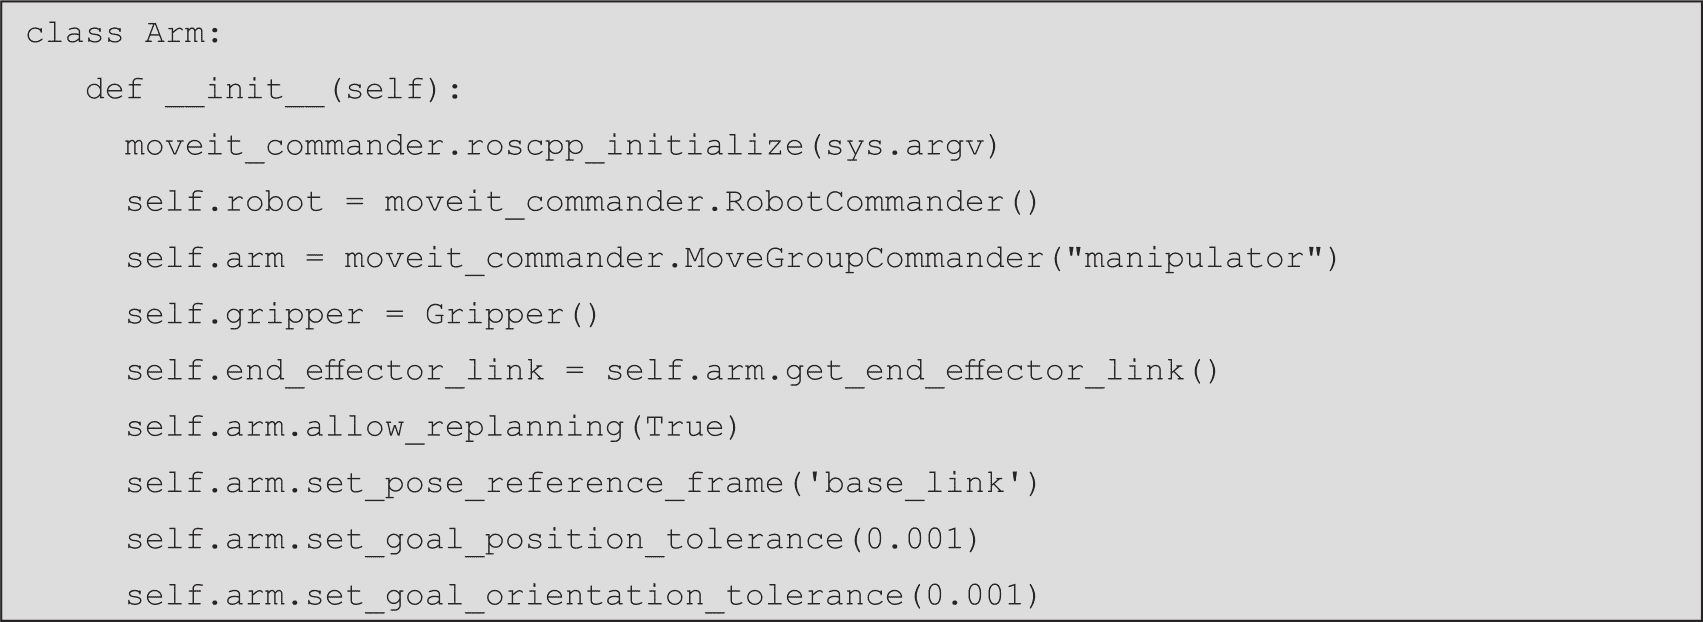 class Arm:
def __init__(self):
moveit_commander.roscpp_initialize(sys.argv)
self.robot = moveit_commander.RobotCommander()
self.arm = moveit_commander.MoveGroupCommander("manipulator")
self.gripper = Gripper()
self.end_effector_link = self.arm.get_end_effector_link()
self.arm.allow_replanning(True)
self.arm.set_pose_reference_frame('base_link')
self.arm.set_goal_position_tolerance(0.001)
self.arm.set_goal_orientation_tolerance(0.001)